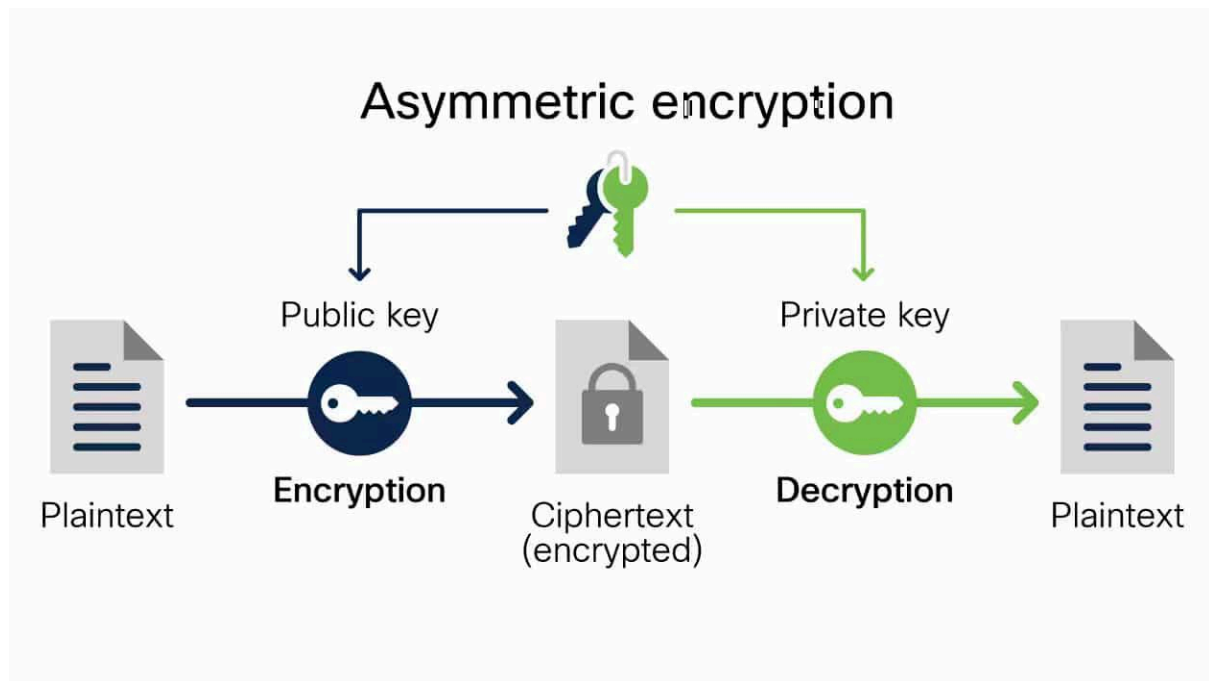 Asymmetric encryption
Public key
Private key
Encryption
Decryption
Plaintext
Ciphertext
(encrypted)
Plaintext